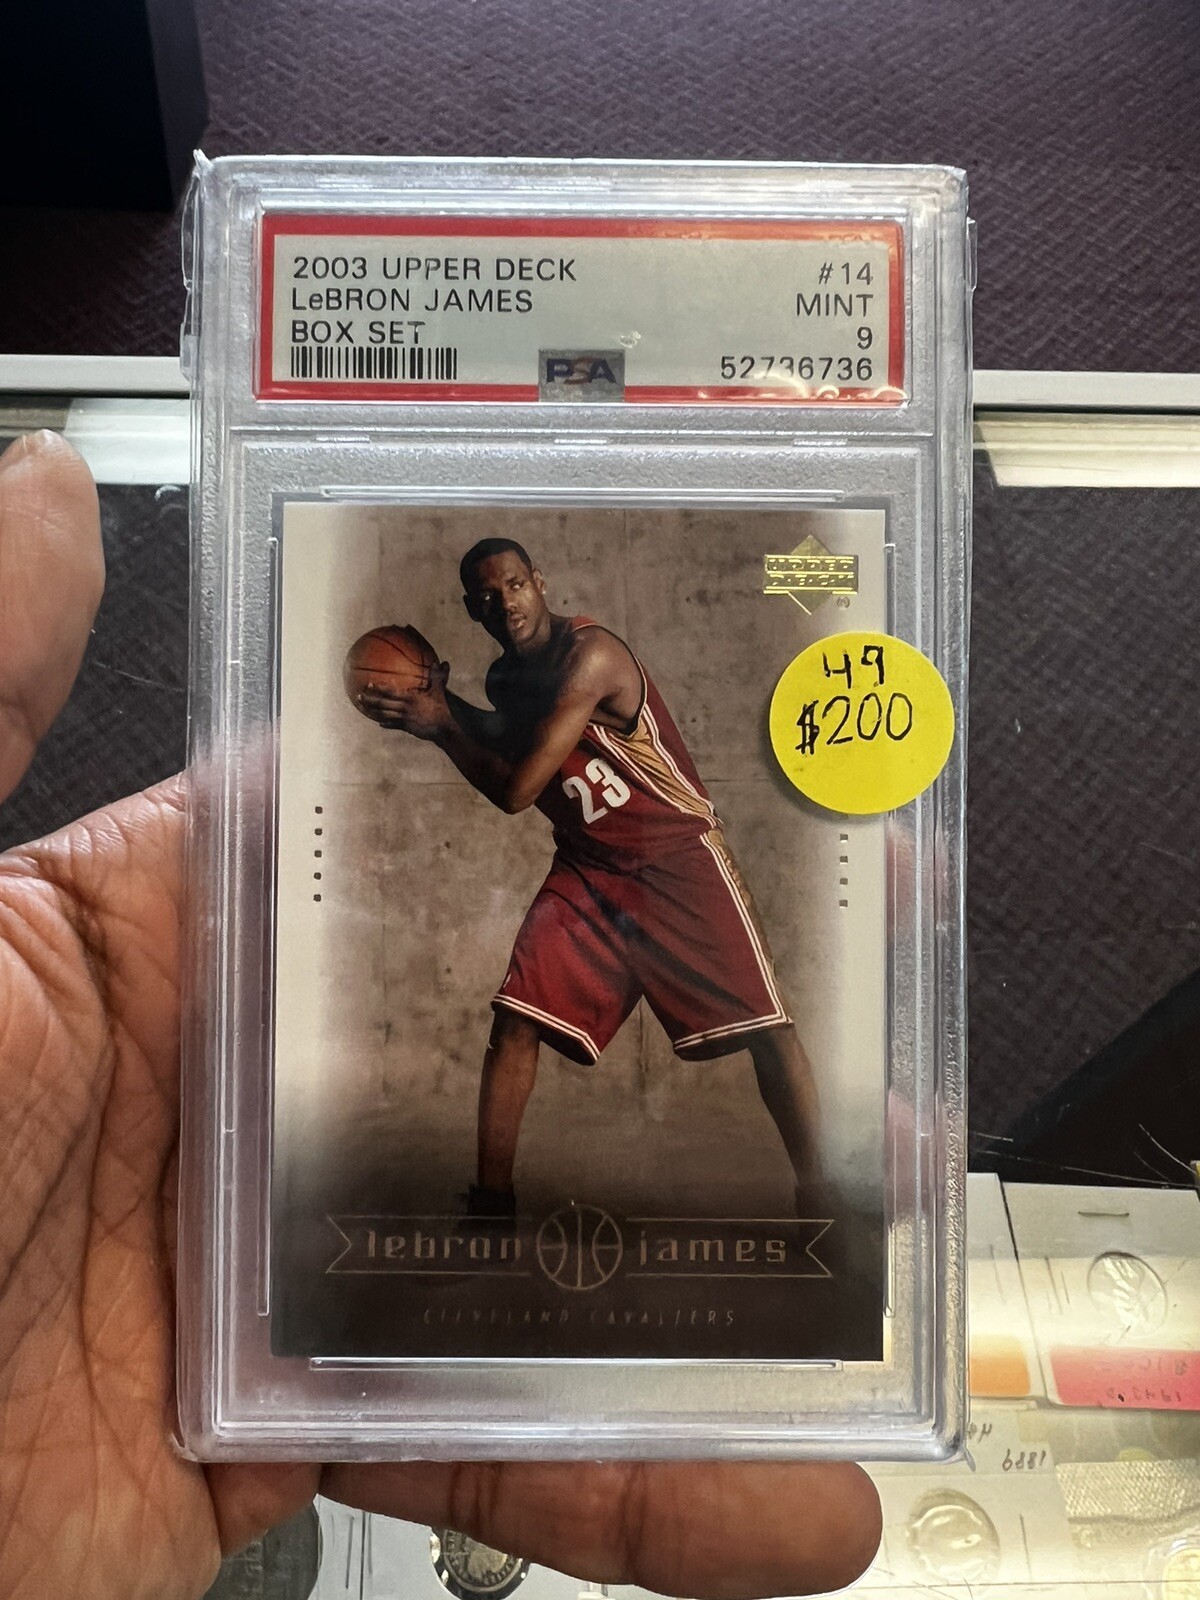 2003 UPPER DECK #14
LeBRON JAMES MINT
BOX SET 9
PSA 52736736
UPPER
DECK
®
49
$200
23
lebron james
CLEVELAND CAVALIERS
1889